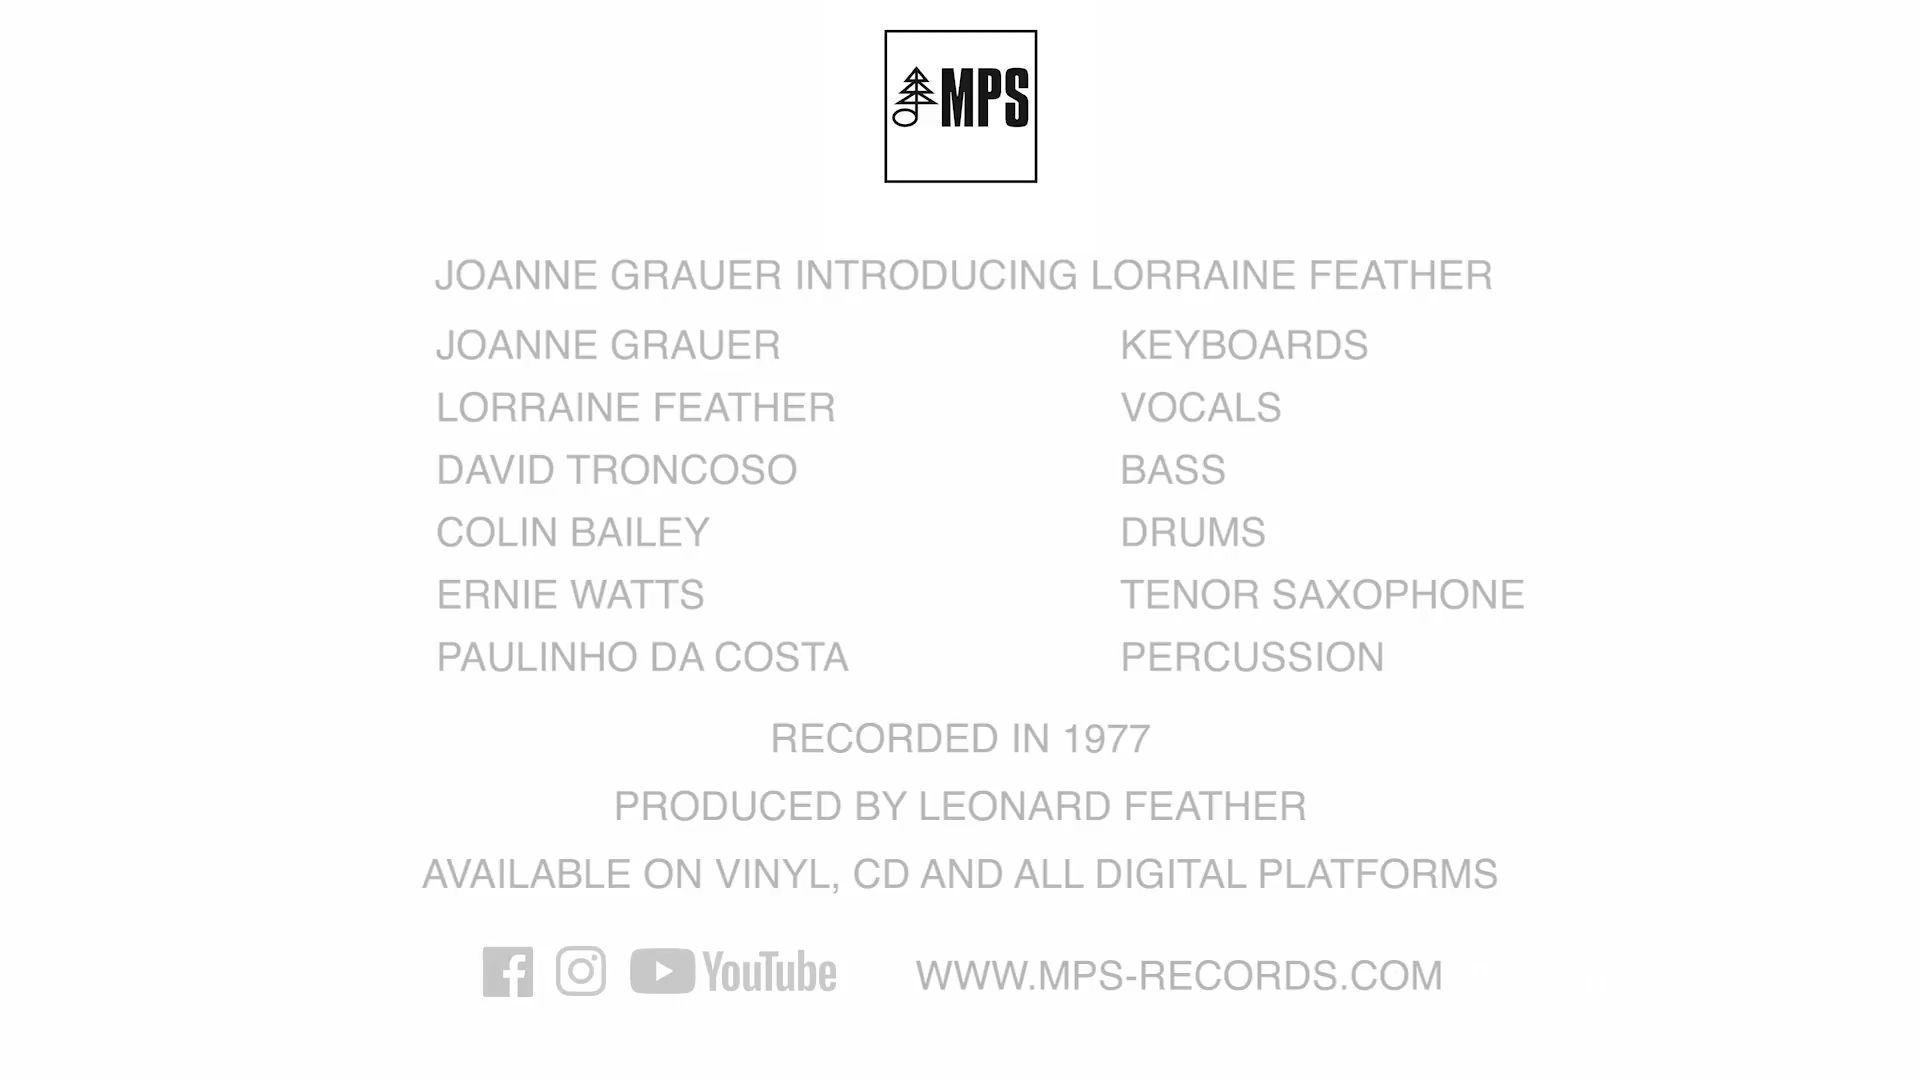 MPS
JOANNE GRAUER INTRODUCING LORRAINE FEATHER
JOANNE GRAUER KEYBOARDS
LORRAINE FEATHER VOCALS
DAVID TRONCOSO BASS
COLIN BAILEY DRUMS
ERNIE WATTS TENOR SAXOPHONE
PAULINHO DA COSTA PERCUSSION
RECORDED IN 1977
PRODUCED BY LEONARD FEATHER
AVAILABLE ON VINYL, CD AND ALL DIGITAL PLATFORMS
YouTube WWW.MPS-RECORDS.COM